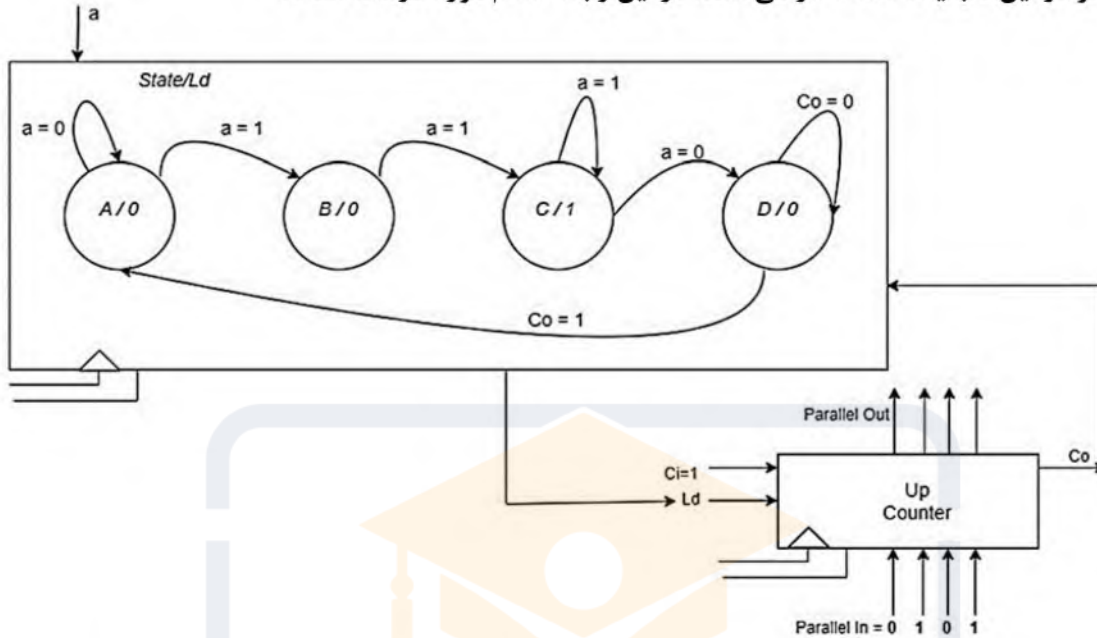 a
State/Ld
a = 0
a = 1
a = 1
a = 1
a = 0
Co = 0
A / 0
B / 0
C / 1
D / 0
Co = 1
Parallel Out
Ci=1
Ld
Up
Counter
Co
Parallel In = 0 1 0 1